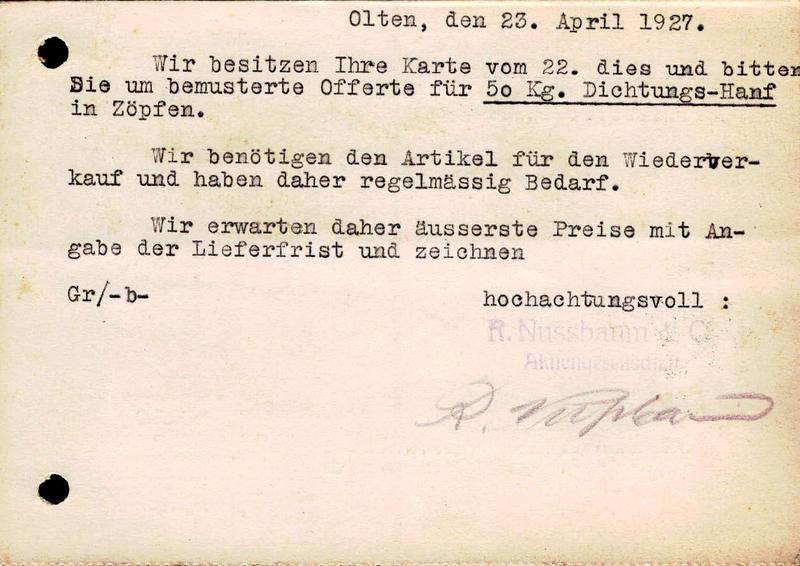 Olten, den 23. April 1927.
Wir besitzen Ihre Karte vom 22. dies und bitten
Sie um bemusterte Offerte für 5o Kg. Dichtungs-Hanf
in Zöpfen.
Wir benötigen den Artikel für den Wiederver-
kauf und haben daher regelmässig Bedarf.
Wir erwarten daher äusserste Preise mit An-
gabe der Lieferfrist und zeichnen
Gr/-b- hochachtungsvoll :
R. Nussbaum & Co
Aktiengesellschaft
R. Nussbaum